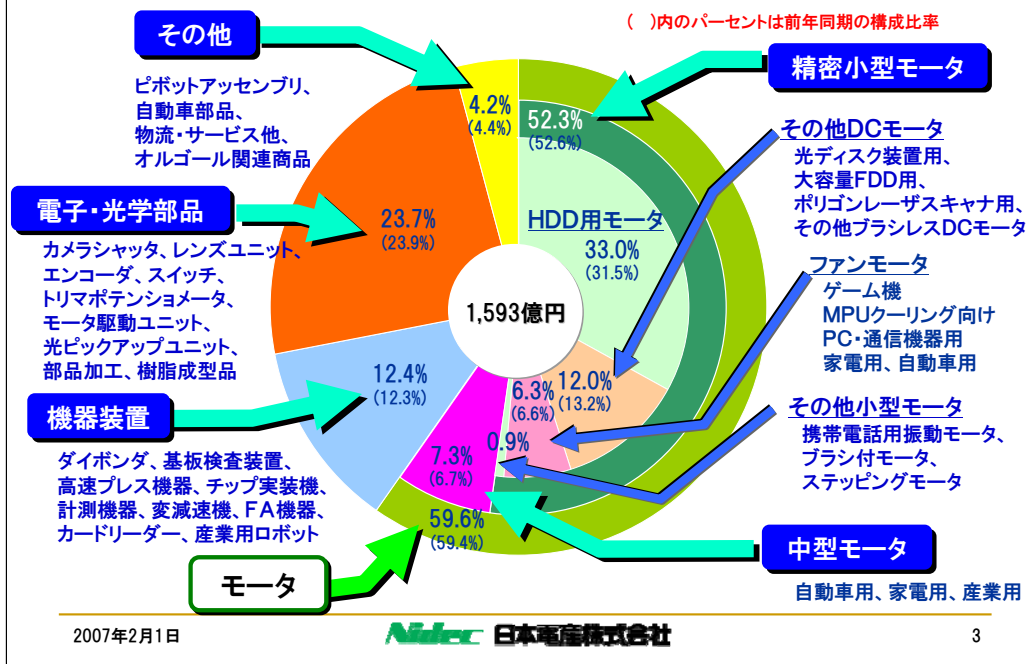 ( )内のパーセントは前年同期の構成比率
その他
ピボットアッセンブリ、
自動車部品、
物流・サービス他、
オルゴール関連商品
4.2%
(4.4%)
52.3%
(52.6%)
精密小型モータ
その他DCモータ
光ディスク装置用、
大容量FDD用、
ポリゴンレーザスキャナ用、
その他ブラシレスDCモータ
電子・光学部品
カメラシャッタ、レンズユニット、
エンコーダ、スイッチ、
トリマポテンショメータ、
モータ駆動ユニット、
光ピックアップユニット、
部品加工、樹脂成型品
23.7%
(23.9%)
HDD用モータ
33.0%
(31.5%)
1,593億円
ファンモータ
ゲーム機
MPUクーリング向け
PC・通信機器用
家電用、自動車用
12.4%
(12.3%)
6.3%
(6.6%)
12.0%
(13.2%)
0.9%
7.3%
(6.7%)
機器装置
ダイボンダ、基板検査装置、
高速プレス機器、チップ実装機、
計測機器、変減速機、FA機器、
カードリーダー、産業用ロボット
その他小型モータ
携帯電話用振動モータ、
ブラシ付モータ、
ステッピングモータ
59.6%
(59.4%)
モータ
中型モータ
自動車用、家電用、産業用
2007年2月1日
Nidec 日本電産株式会社
3